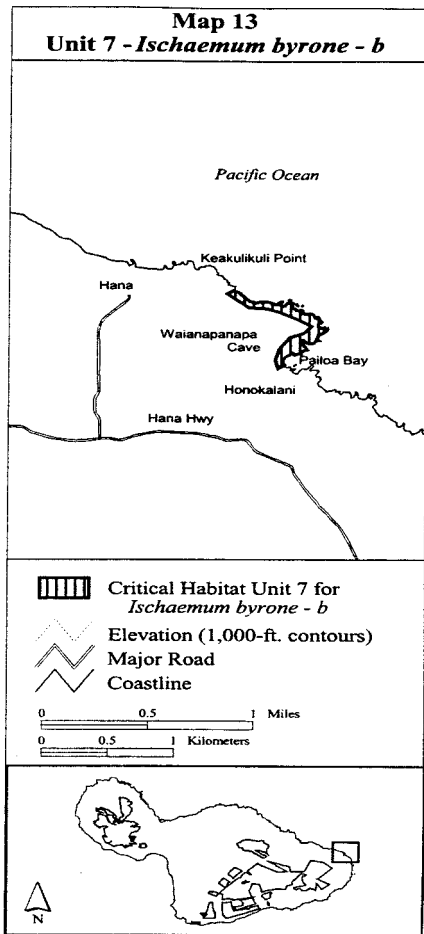 Map 13
Unit 7 - Ischaemum byrone - b
Pacific Ocean
Keakulikuli Point
Hana
Waianapanapa
Cave
Pailoa Bay
Honokalani
Hana Hwy
Critical Habitat Unit 7 for
Ischaemum byrone - b
Elevation (1,000-ft. contours)
Major Road
Coastline
0 0.5 1 Miles
0 0.5 1 Kilometers
N